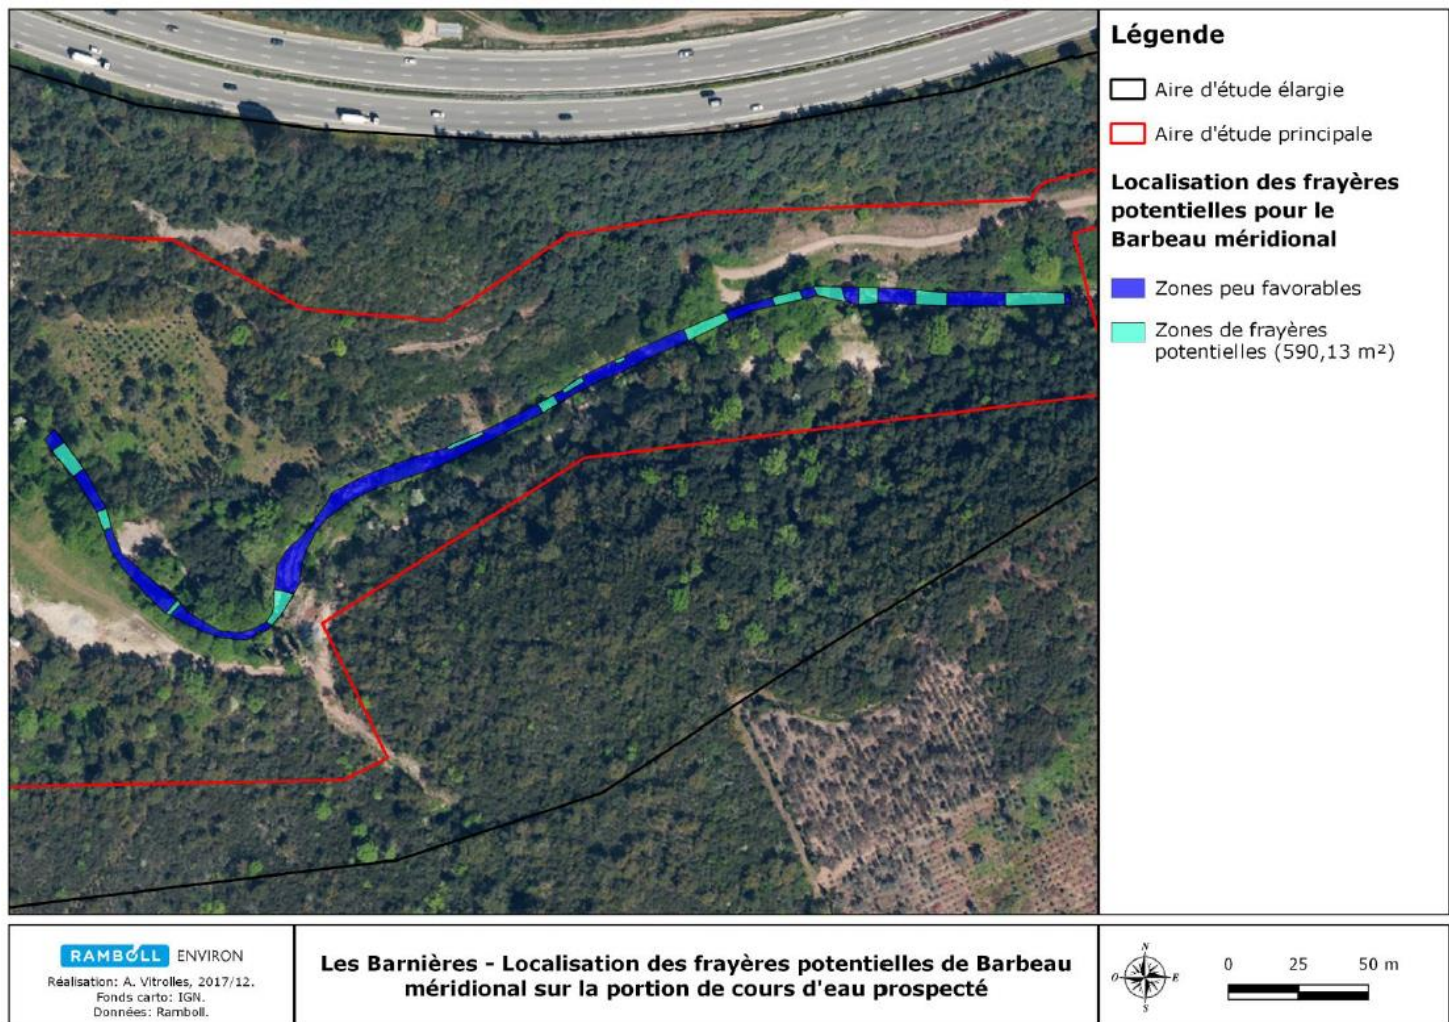 Légende
Aire d'étude élargie
Aire d'étude principale
Localisation des frayères
potentielles pour le
Barbeau méridional
Zones peu favorables
Zones de frayères
potentielles (590,13 m²)
RAMBOLL ENVIRON
Réalisation: A. Vitrolles, 2017/12.
Fonds carto: IGN.
Données: Ramboll.
Les Barnières - Localisation des frayères potentielles de Barbeau
méridional sur la portion de cours d'eau prospecté
N
O E
S
0 25 50 m